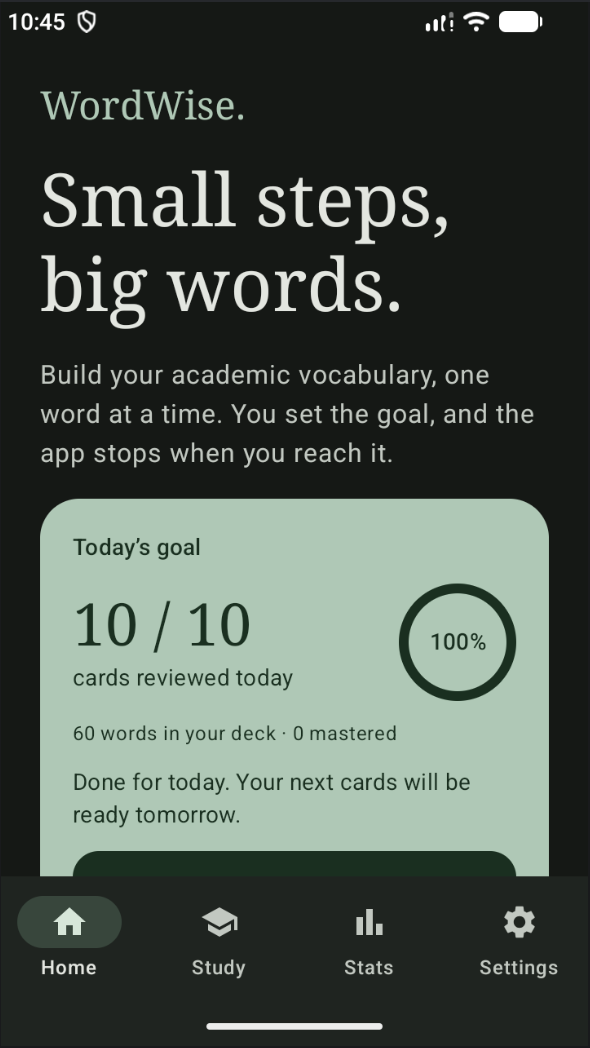 10:45
WordWise.
Small steps,
big words.
Build your academic vocabulary, one
word at a time. You set the goal, and the
app stops when you reach it.
Today’s goal
10 / 10
100%
cards reviewed today
60 words in your deck · 0 mastered
Done for today. Your next cards will be
ready tomorrow.
Home
Study
Stats
Settings